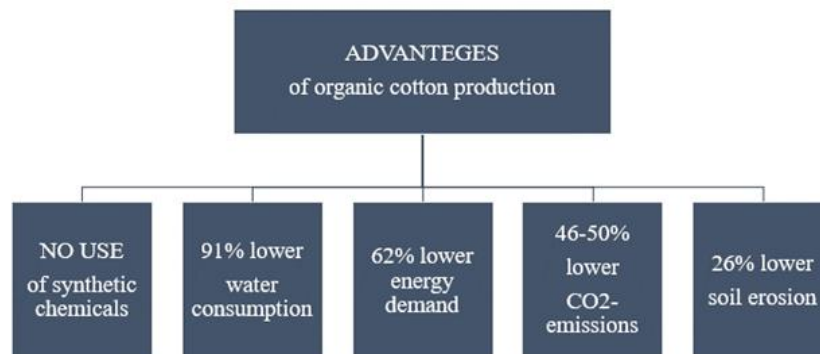 ADVANTEGES
of organic cotton production
NO USE
of synthetic
chemicals
91% lower
water
consumption
62% lower
energy
demand
46-50%
lower
CO2-
emissions
26% lower
soil erosion